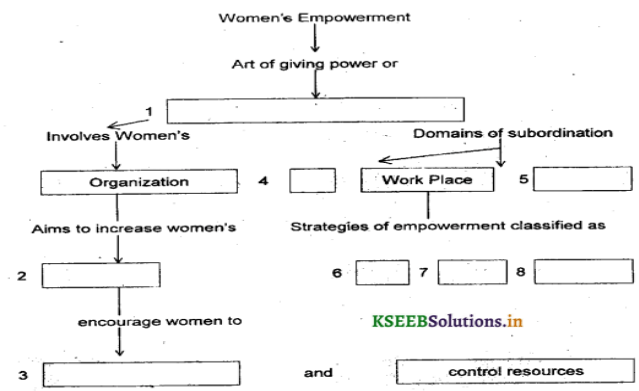 Women's Empowerment
Art of giving power or
1
Involves Women's
Domains of subordination
Organization 4 Work Place 5
Aims to increase women's
Strategies of empowerment classified as
2 6 7 8
encourage women to
KSEEBSolutions.in
3 and control resources